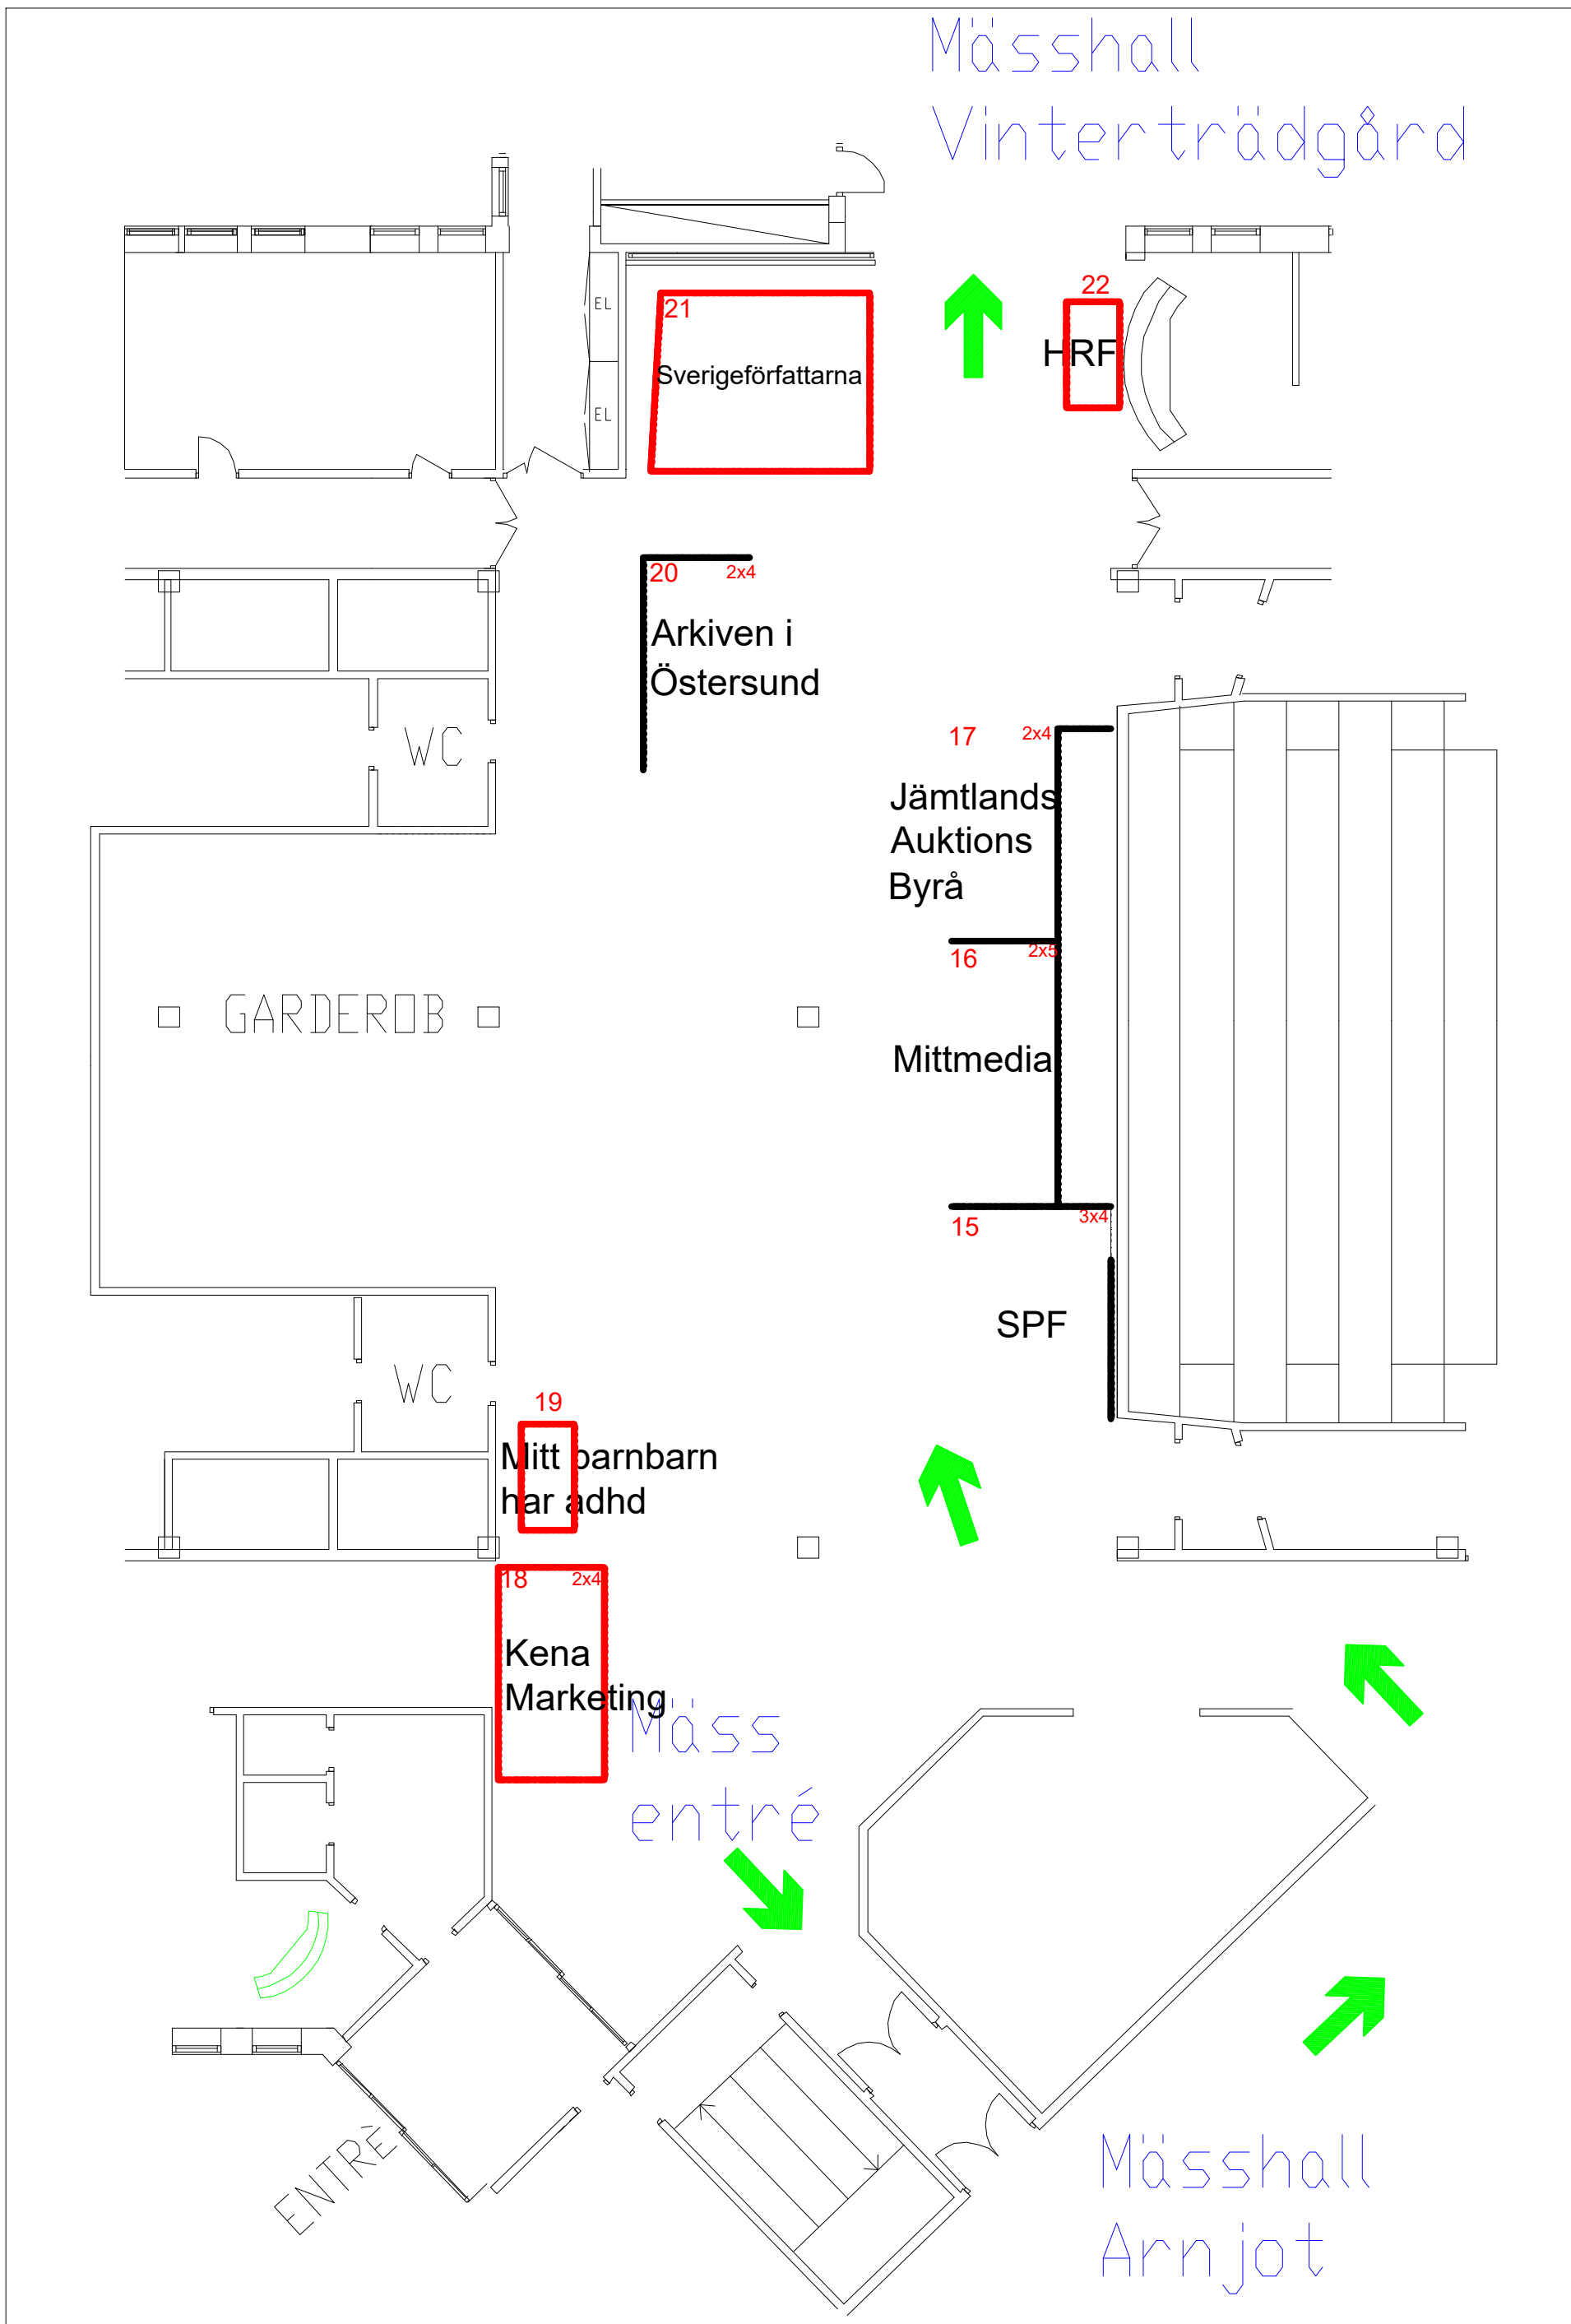 Mässhall
Vinterträdgård
EL
EL
21
Sverigeförfattarna
22
HRF
20
2x4
Arkiven i
Östersund
WC
17
2x4
Jämtlands
Auktions
Byrå
16
2x5
GARDEROB
Mittmedia
15
3x4
SPF
WC
19
Mitt barnbarn
har adhd
18
2x4
Kena
Marketing
Mäss
entré
ENTRÈ
Mässhall
Arnjot